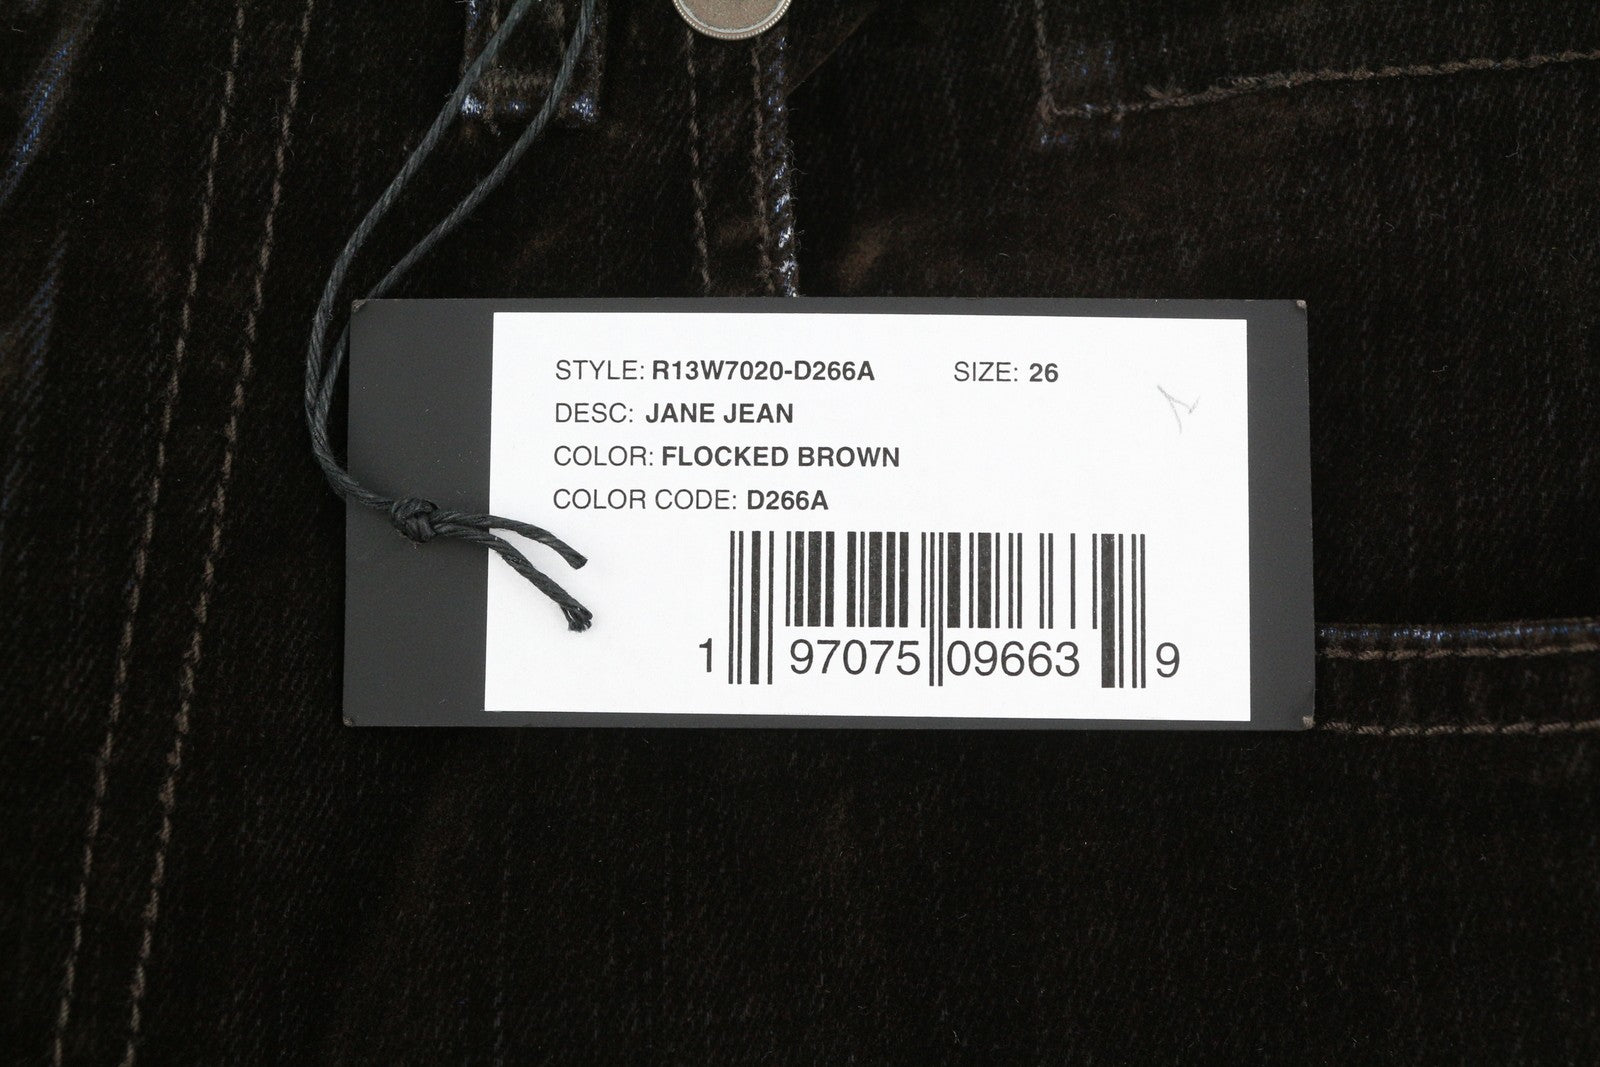 STYLE: R13W7020-D266A SIZE: 26
DESC: JANE JEAN
COLOR: FLOCKED BROWN
COLOR CODE: D266A
1 97075 09663 9